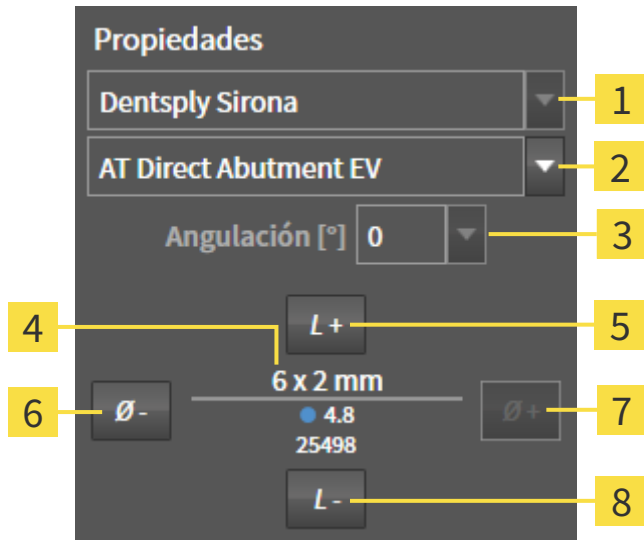 Propiedades
Dentsply Sirona
1
AT Direct Abutment EV
2
Angulación [°] 0
3
L +
5
4
6 x 2 mm
6
Ø -
4.8
Ø +
7
25498
L -
8